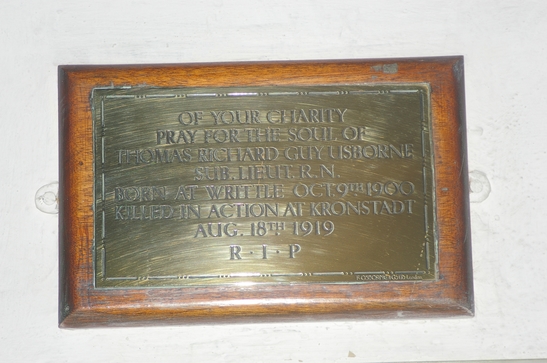 OF YOUR CHARITY
PRAY FOR THE SOUL OF
THOMAS RICHARD GUY USBORNE
SUB. LIEUT. R.N.
BORN AT WRITTLE OCT. 9TH 1900.
KILLED IN ACTION AT KRONSTADT
AUG. 18TH 1919
R · I · P